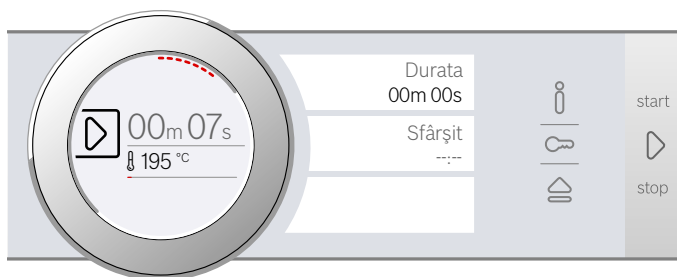 00m 07s
195 °C
Durata
00m 00s
Sfârșit
--:--
start
stop